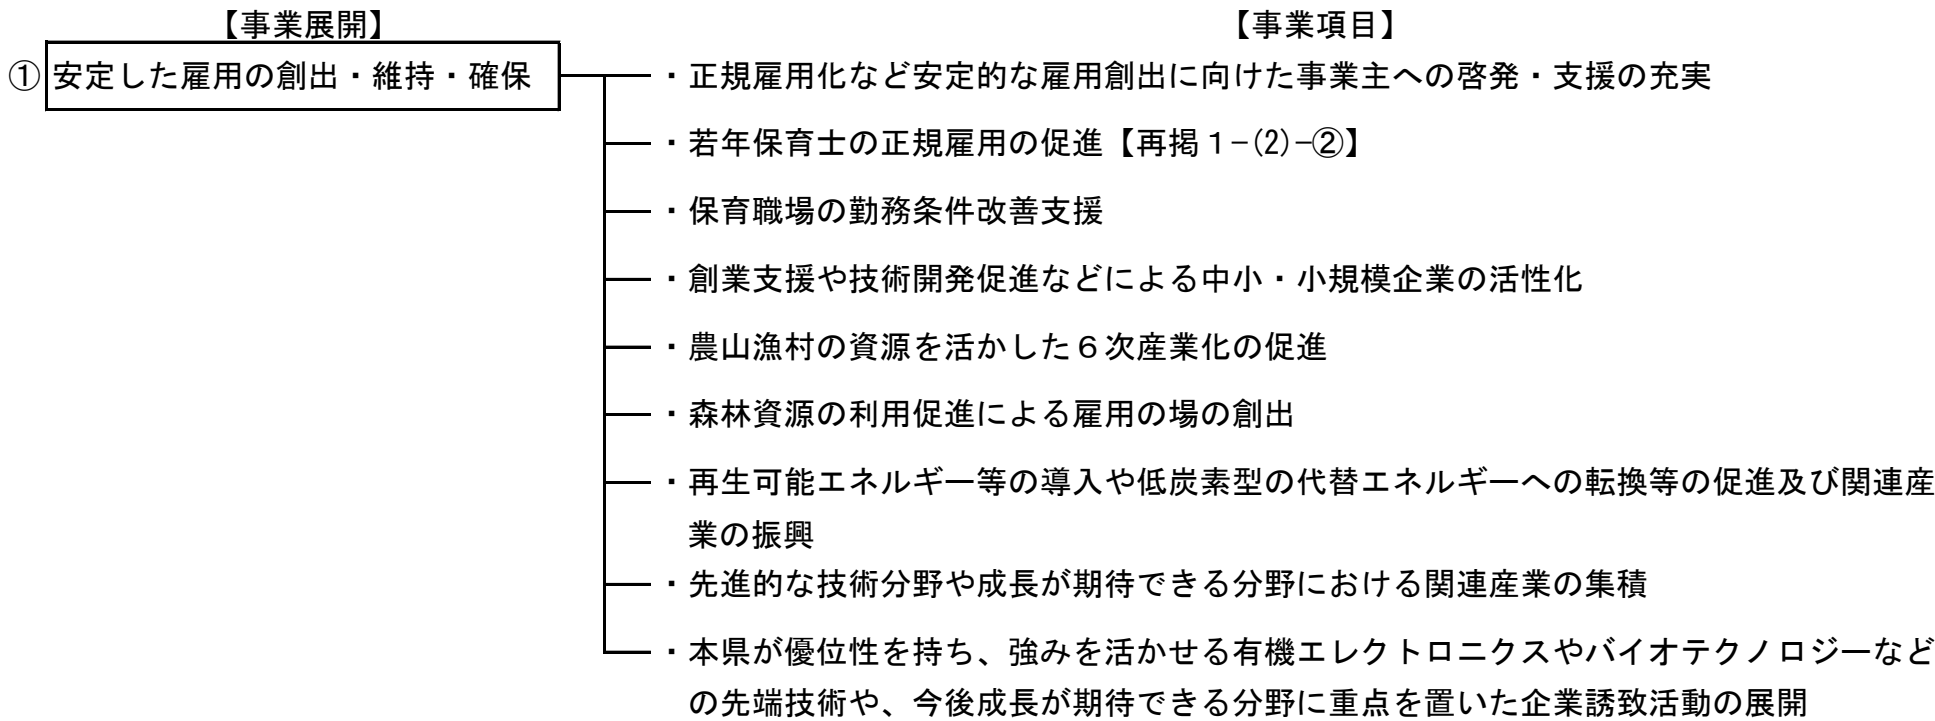 【事業展開】 【事業項目】
① 安定した雇用の創出・維持・確保 ・正規雇用化など安定的な雇用創出に向けた事業主への啓発・支援の充実
・若年保育士の正規雇用の促進【再掲１-(2)-②】
・保育職場の勤務条件改善支援
・創業支援や技術開発促進などによる中小・小規模企業の活性化
・農山漁村の資源を活かした６次産業化の促進
・森林資源の利用促進による雇用の場の創出
・再生可能エネルギー等の導入や低炭素型の代替エネルギーへの転換等の促進及び関連産
業の振興
・先進的な技術分野や成長が期待できる分野における関連産業の集積
・本県が優位性を持ち、強みを活かせる有機エレクトロニクスやバイオテクノロジーなど
の先端技術や、今後成長が期待できる分野に重点を置いた企業誘致活動の展開